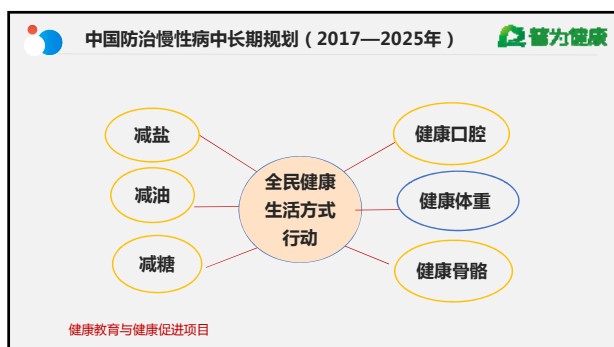 中国防治慢性病中长期规划（2017—2025年）
普为健康
减盐
减油
减糖
全民健康
生活方式
行动
健康口腔
健康体重
健康骨骼
健康教育与健康促进项目